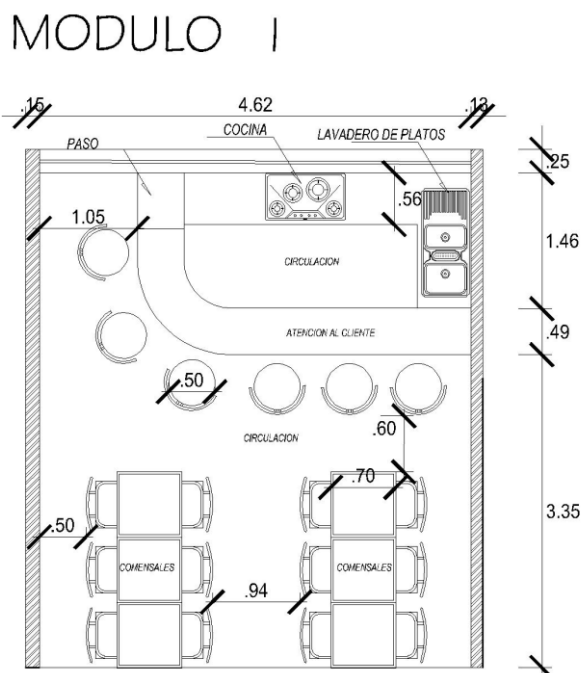 MODULO I
.15 4.62 .13
COCINA LAVADERO DE PLATOS
PASO
.25
.56
1.05
1.46
CIRCULACION
ATENCION AL CLIENTE
.49
.50
.60
CIRCULACION
.70
3.35
.50
COMENSALES COMENSALES
.94